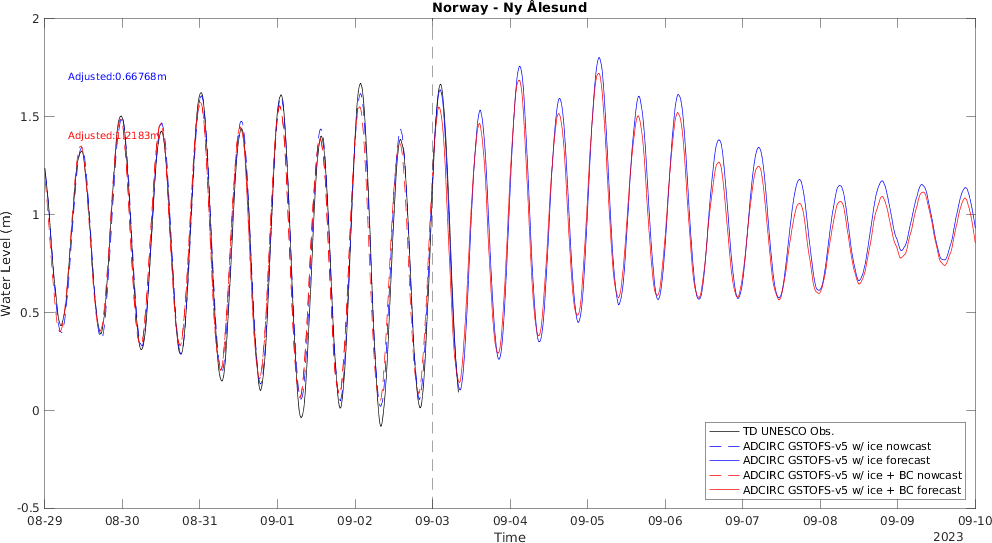 Norway - Ny Ålesund
2
Adjusted:0.66768m
1.5
Adjusted:1.2183m
1
Water Level (m)
0.5
0
TD UNESCO Obs.
ADCIRC GSTOFS-v5 w/ ice nowcast
ADCIRC GSTOFS-v5 w/ ice forecast
ADCIRC GSTOFS-v5 w/ ice + BC nowcast
ADCIRC GSTOFS-v5 w/ ice + BC forecast
-0.5
08-29 08-30 08-31 09-01 09-02 09-03 09-04 09-05 09-06 09-07 09-08 09-09 09-10
Time
2023